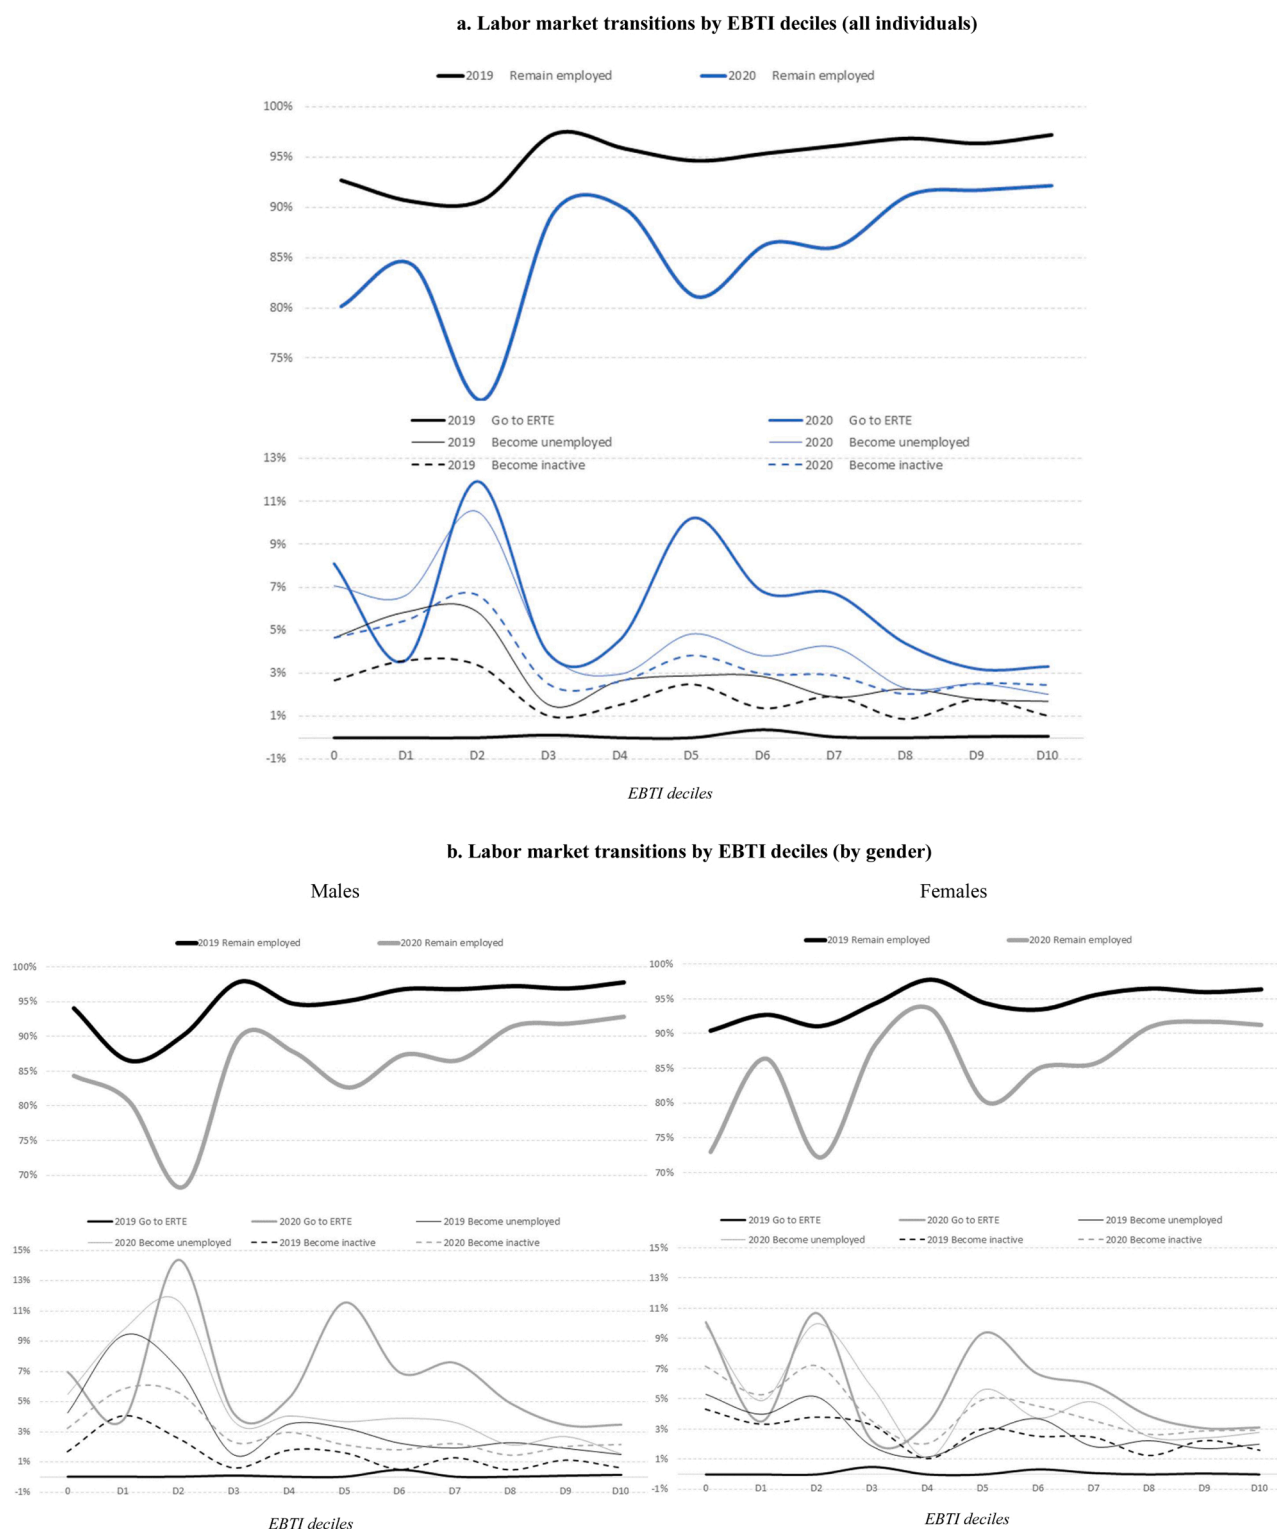 a. Labor market transitions by EBTI deciles (all individuals)
2019 Remain employed 2020 Remain employed
100%
95%
90%
85%
80%
75%
2019 Go to ERTE 2020 Go to ERTE
2019 Become unemployed 2020 Become unemployed
13%
2019 Become inactive 2020 Become inactive
11%
9%
7%
5%
3%
1%
-1%
0 D1 D2 D3 D4 D5 D6 D7 D8 D9 D10
EBTI deciles
b. Labor market transitions by EBTI deciles (by gender)
Males
2019 Remain employed 2020 Remain employed
100%
95%
90%
85%
80%
75%
70%
2019 Go to ERTE 2020 Go to ERTE 2019 Become unemployed
2020 Become unemployed 2019 Become inactive 2020 Become inactive
15%
13%
11%
9%
7%
5%
3%
1%
-1%
0 D1 D2 D3 D4 D5 D6 D7 D8 D9 D10
EBTI deciles
Females
2019 Remain employed 2020 Remain employed
100%
95%
90%
85%
80%
75%
70%
2019 Go to ERTE 2020 Go to ERTE 2019 Become unemployed
2020 Become unemployed 2019 Become inactive 2020 Become inactive
15%
13%
11%
9%
7%
5%
3%
1%
-1%
0 D1 D2 D3 D4 D5 D6 D7 D8 D9 D10
EBTI deciles